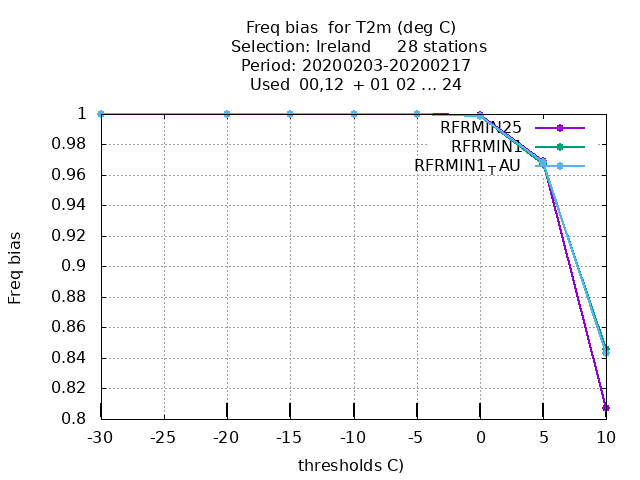 Freq bias  for T2m (deg C)
Selection: Ireland     28 stations
Period: 20200203-20200217
Used  00,12  + 01 02 ... 24
1
0.98
0.96
0.94
0.92
0.9
0.88
0.86
0.84
0.82
0.8
Freq bias
RFRMIN25
RFRMIN1
RFRMIN1TAU
-30
-25
-20
-15
-10
-5
0
5
10
thresholds C)